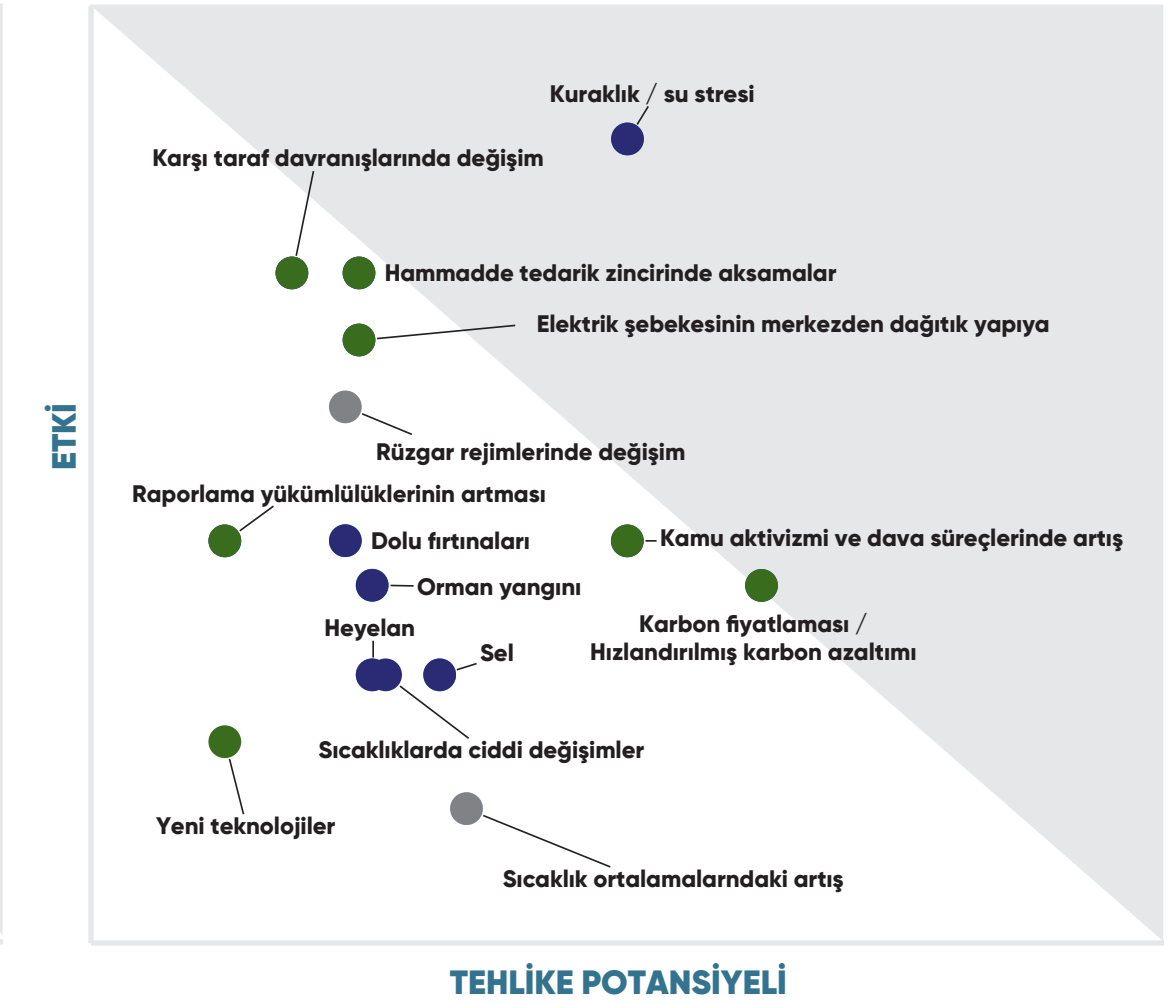 Kuraklık / su stresi
Karşı taraf davranışlarında değişim
Hammadde tedarik zincirinde aksamalar
Elektrik şebekesinin merkezden dağıtık yapıya
ETKİ
Rüzgar rejimlerinde değişim
Raporlama yükümlülüklerinin artması
Dolu fırtınaları
Kamu aktivizmi ve dava süreçlerinde artış
Orman yangını
Heyelan
Karbon fiyatlaması /
Hızlandırılmış karbon azaltımı
Sel
Sıcaklıklarda ciddi değişimler
Yeni teknolojiler
Sıcaklık ortalamalarndaki artış
TEHLİKE POTANSİYELİ